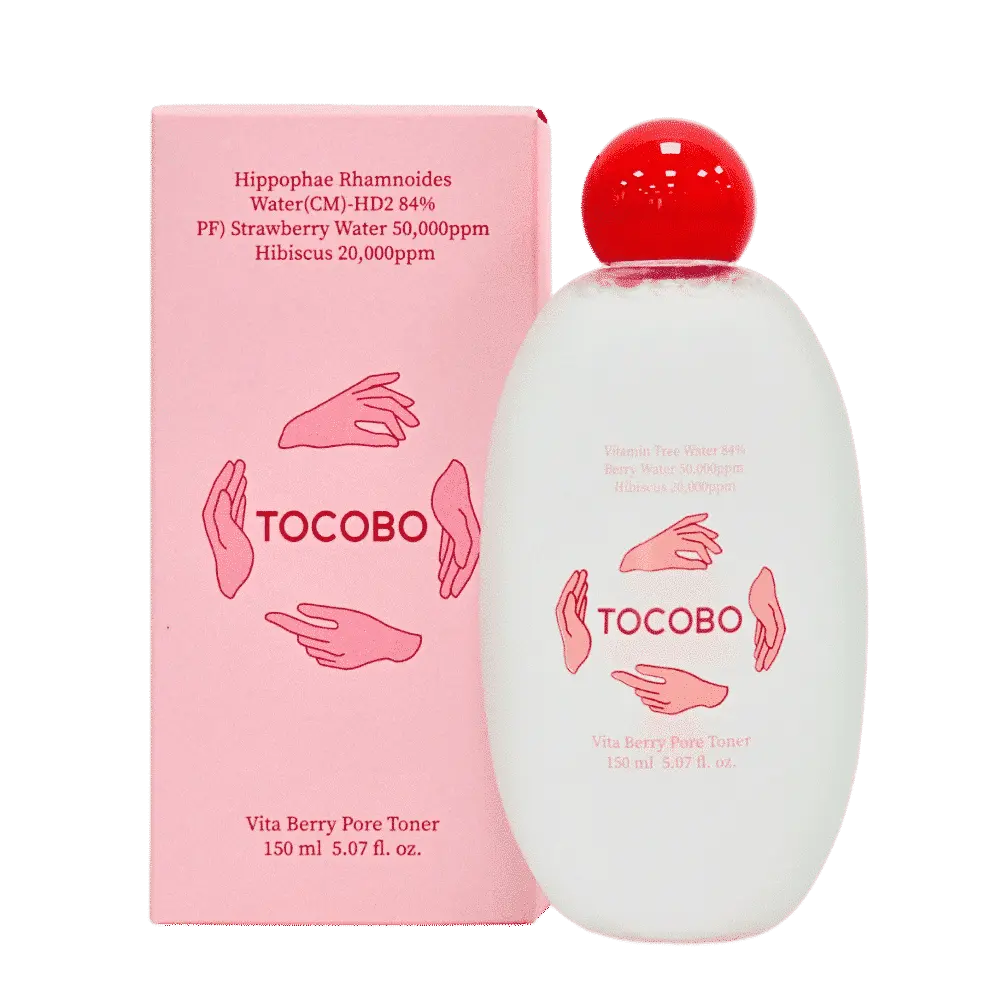 Hippophae Rhamnoides
Water(CM)-HD2 84%
PF) Strawberry Water 50,000ppm
Hibiscus 20,000ppm
TOCOBO
Vita Berry Pore Toner
150 ml 5.07 fl. oz.
Vitamin Tree Water 84%
Berry Water 50,000ppm
Hibiscus 20,000ppm
TOCOBO
Vita Berry Pore Toner
150 ml 5.07 fl. oz.